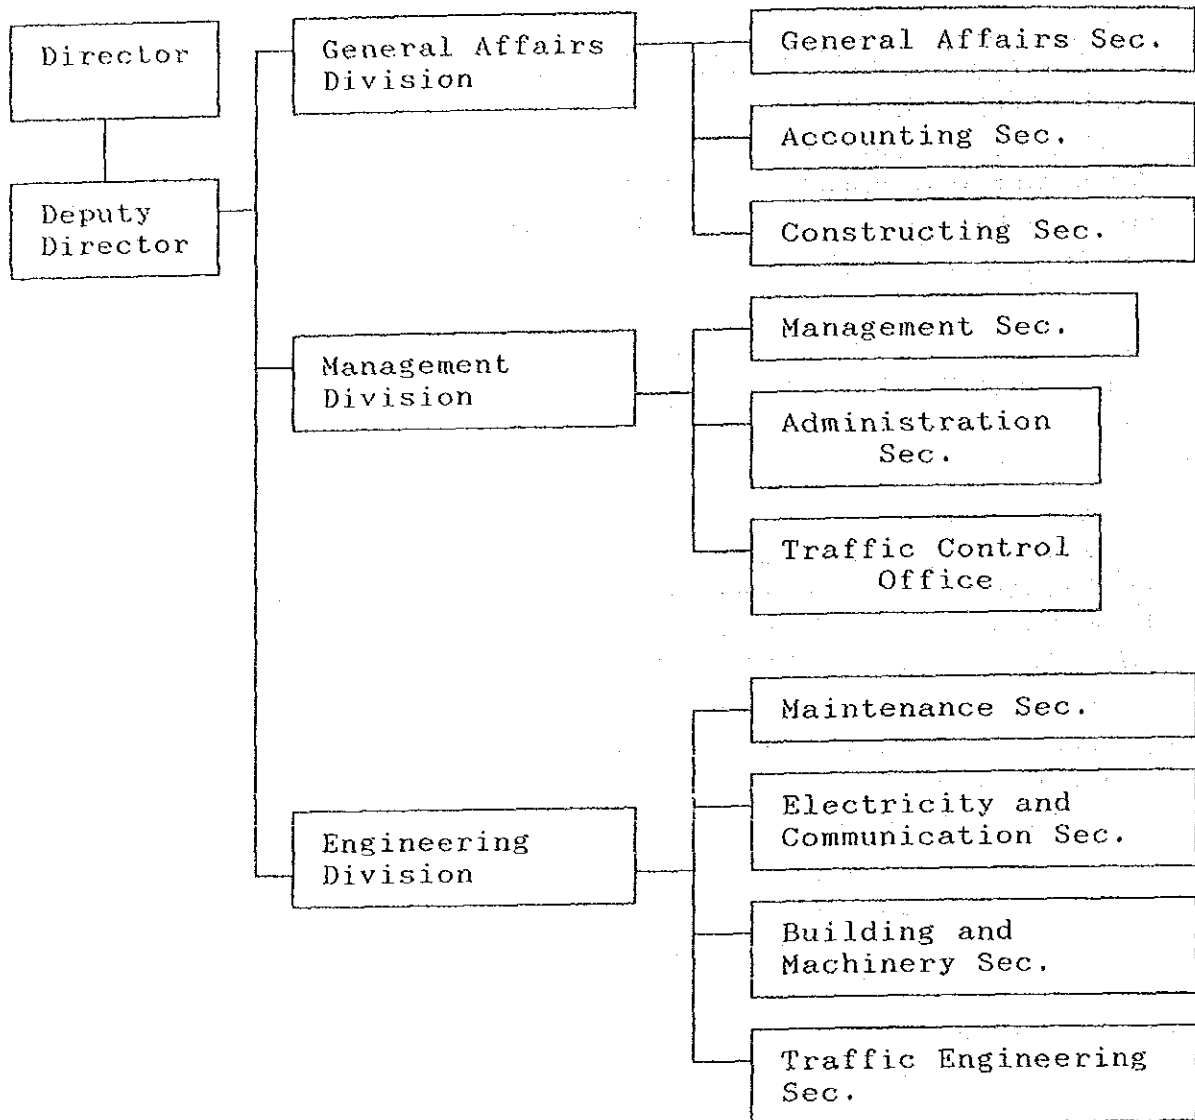 Director
Deputy
Director
General Affairs
Division
General Affairs Sec.
Accounting Sec.
Constructing Sec.
Management
Division
Management Sec.
Administration
Sec.
Traffic Control
Office
Engineering
Division
Maintenance Sec.
Electricity and
Communication Sec.
Building and
Machinery Sec.
Traffic Engineering
Sec.